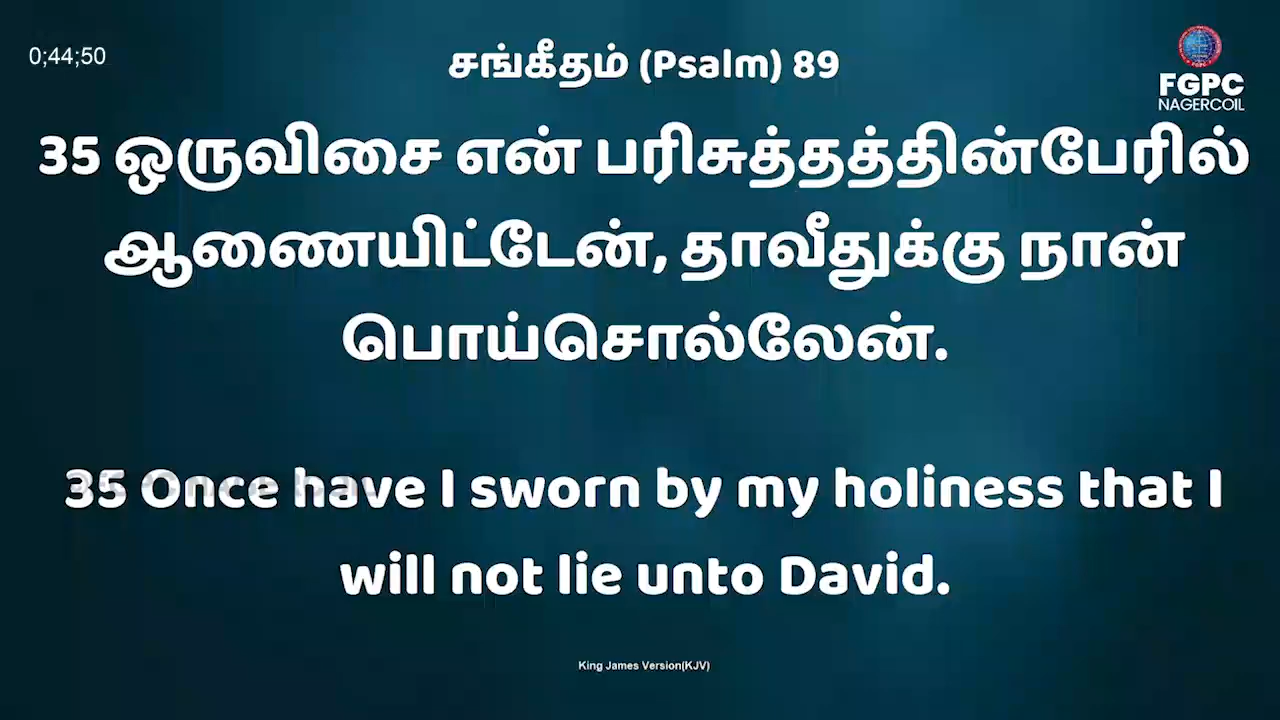 0;44;50
சங்கீதம் (Psalm) 89
FGPC
NAGERCOIL
35 ஒருவிசை என் பரிசுத்தத்தின்பேரில்
ஆணையிட்டேன், தாவீதுக்கு நான்
பொய்சொல்லேன்.
35 Once have I sworn by my holiness that I
will not lie unto David.
King James Version(KJV)